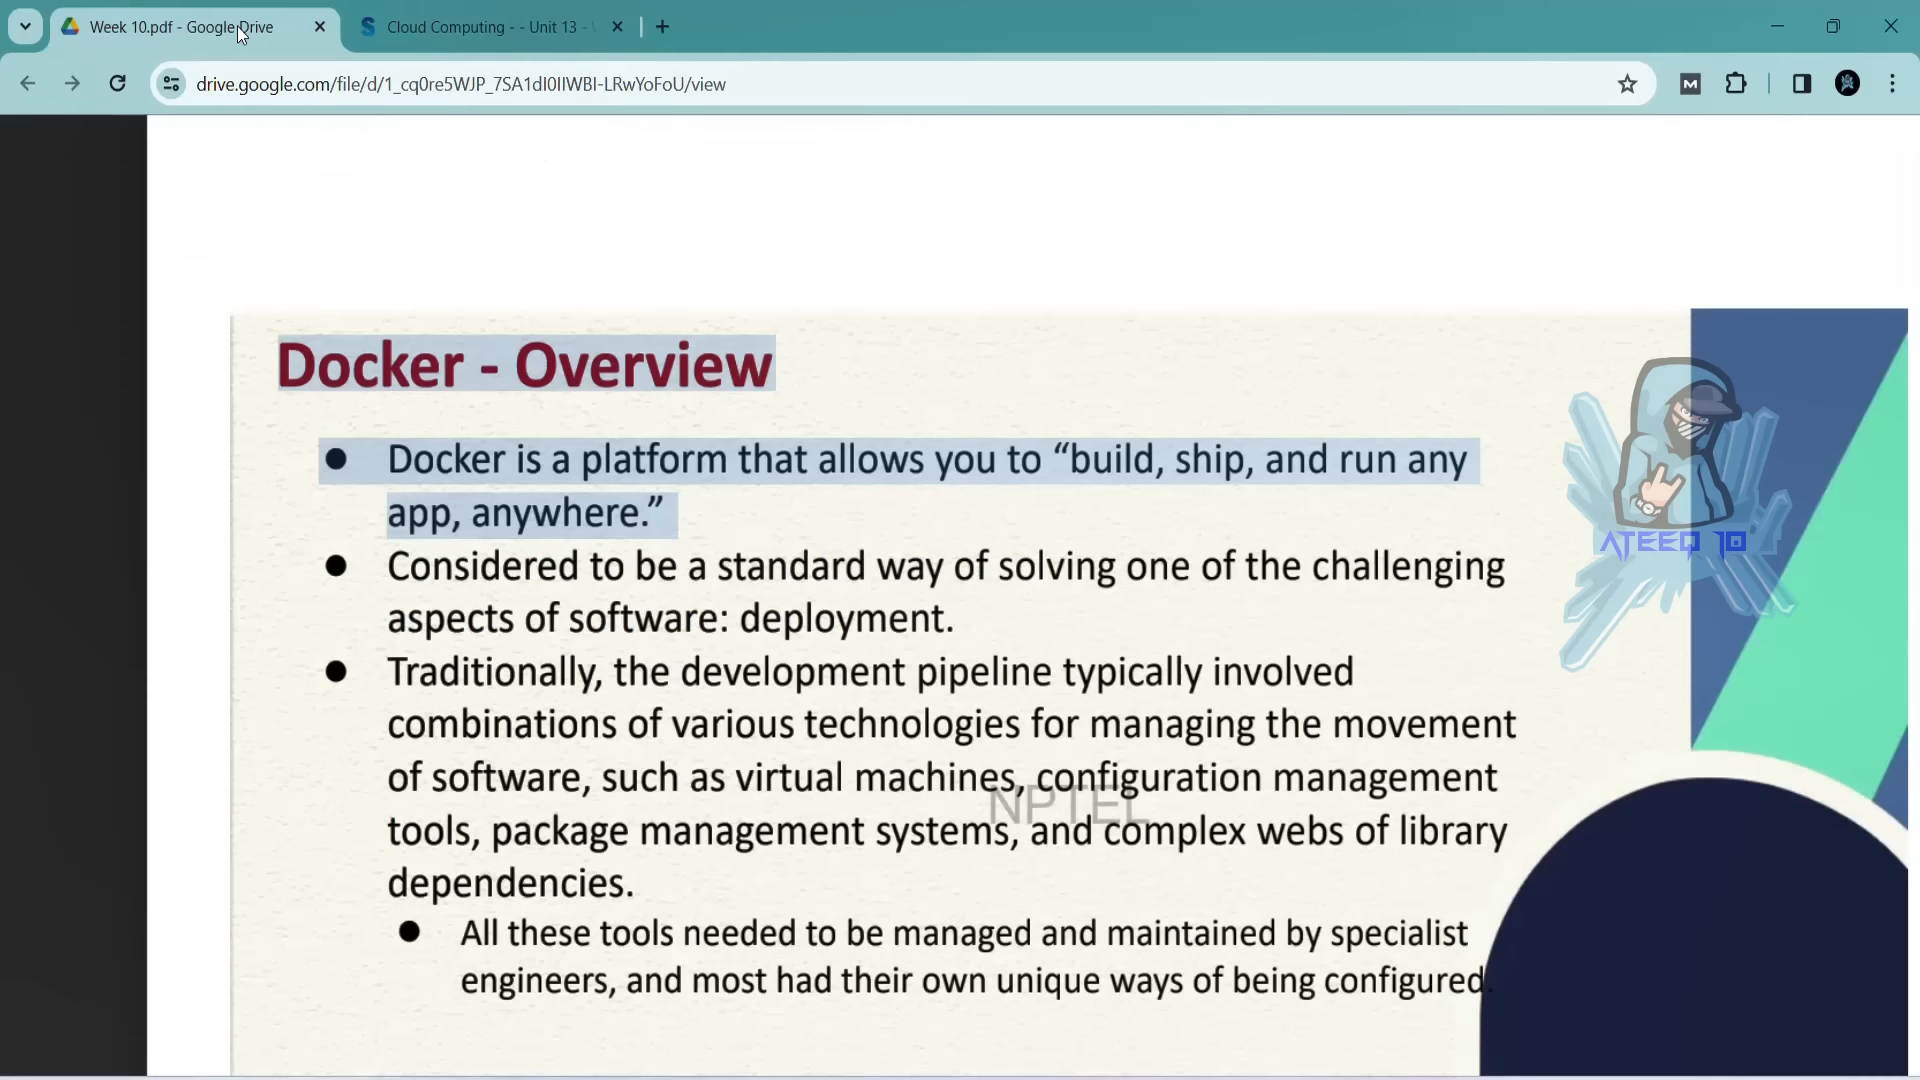 Week 10.pdf - Google Drive
Cloud Computing - - Unit 13 -
drive.google.com/file/d/1_cq0re5WJP_7SA1dI0IIWBI-LRwYoFoU/view
Docker - Overview
● Docker is a platform that allows you to “build, ship, and run any
app, anywhere.”
● Considered to be a standard way of solving one of the challenging
aspects of software: deployment.
● Traditionally, the development pipeline typically involved
combinations of various technologies for managing the movement
of software, such as virtual machines, configuration management
tools, package management systems, and complex webs of library
dependencies.
● All these tools needed to be managed and maintained by specialist
engineers, and most had their own unique ways of being configured.
NPTEL
ATEEQ 10